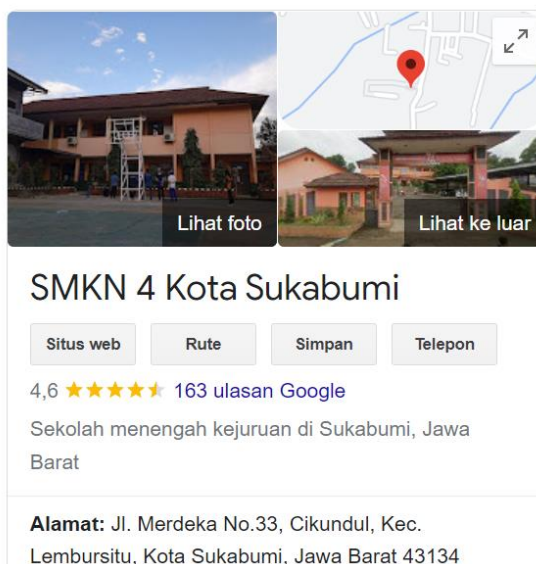 Lihat foto
Lihat ke luar
SMKN 4 Kota Sukabumi
Situs web
Rute
Simpan
Telepon
4,6
163 ulasan Google
Sekolah menengah kejuruan di Sukabumi, Jawa
Barat
Alamat: Jl. Merdeka No.33, Cikundul, Kec.
Lembursitu, Kota Sukabumi, Jawa Barat 43134